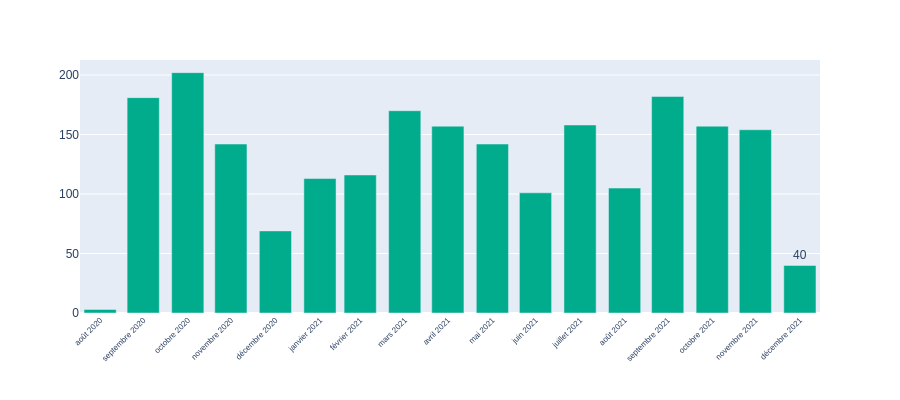 200
150
100
50
0
40
août 2020
septembre 2020
octobre 2020
novembre 2020
décembre 2020
janvier 2021
février 2021
mars 2021
avril 2021
mai 2021
juin 2021
juillet 2021
août 2021
septembre 2021
octobre 2021
novembre 2021
décembre 2021